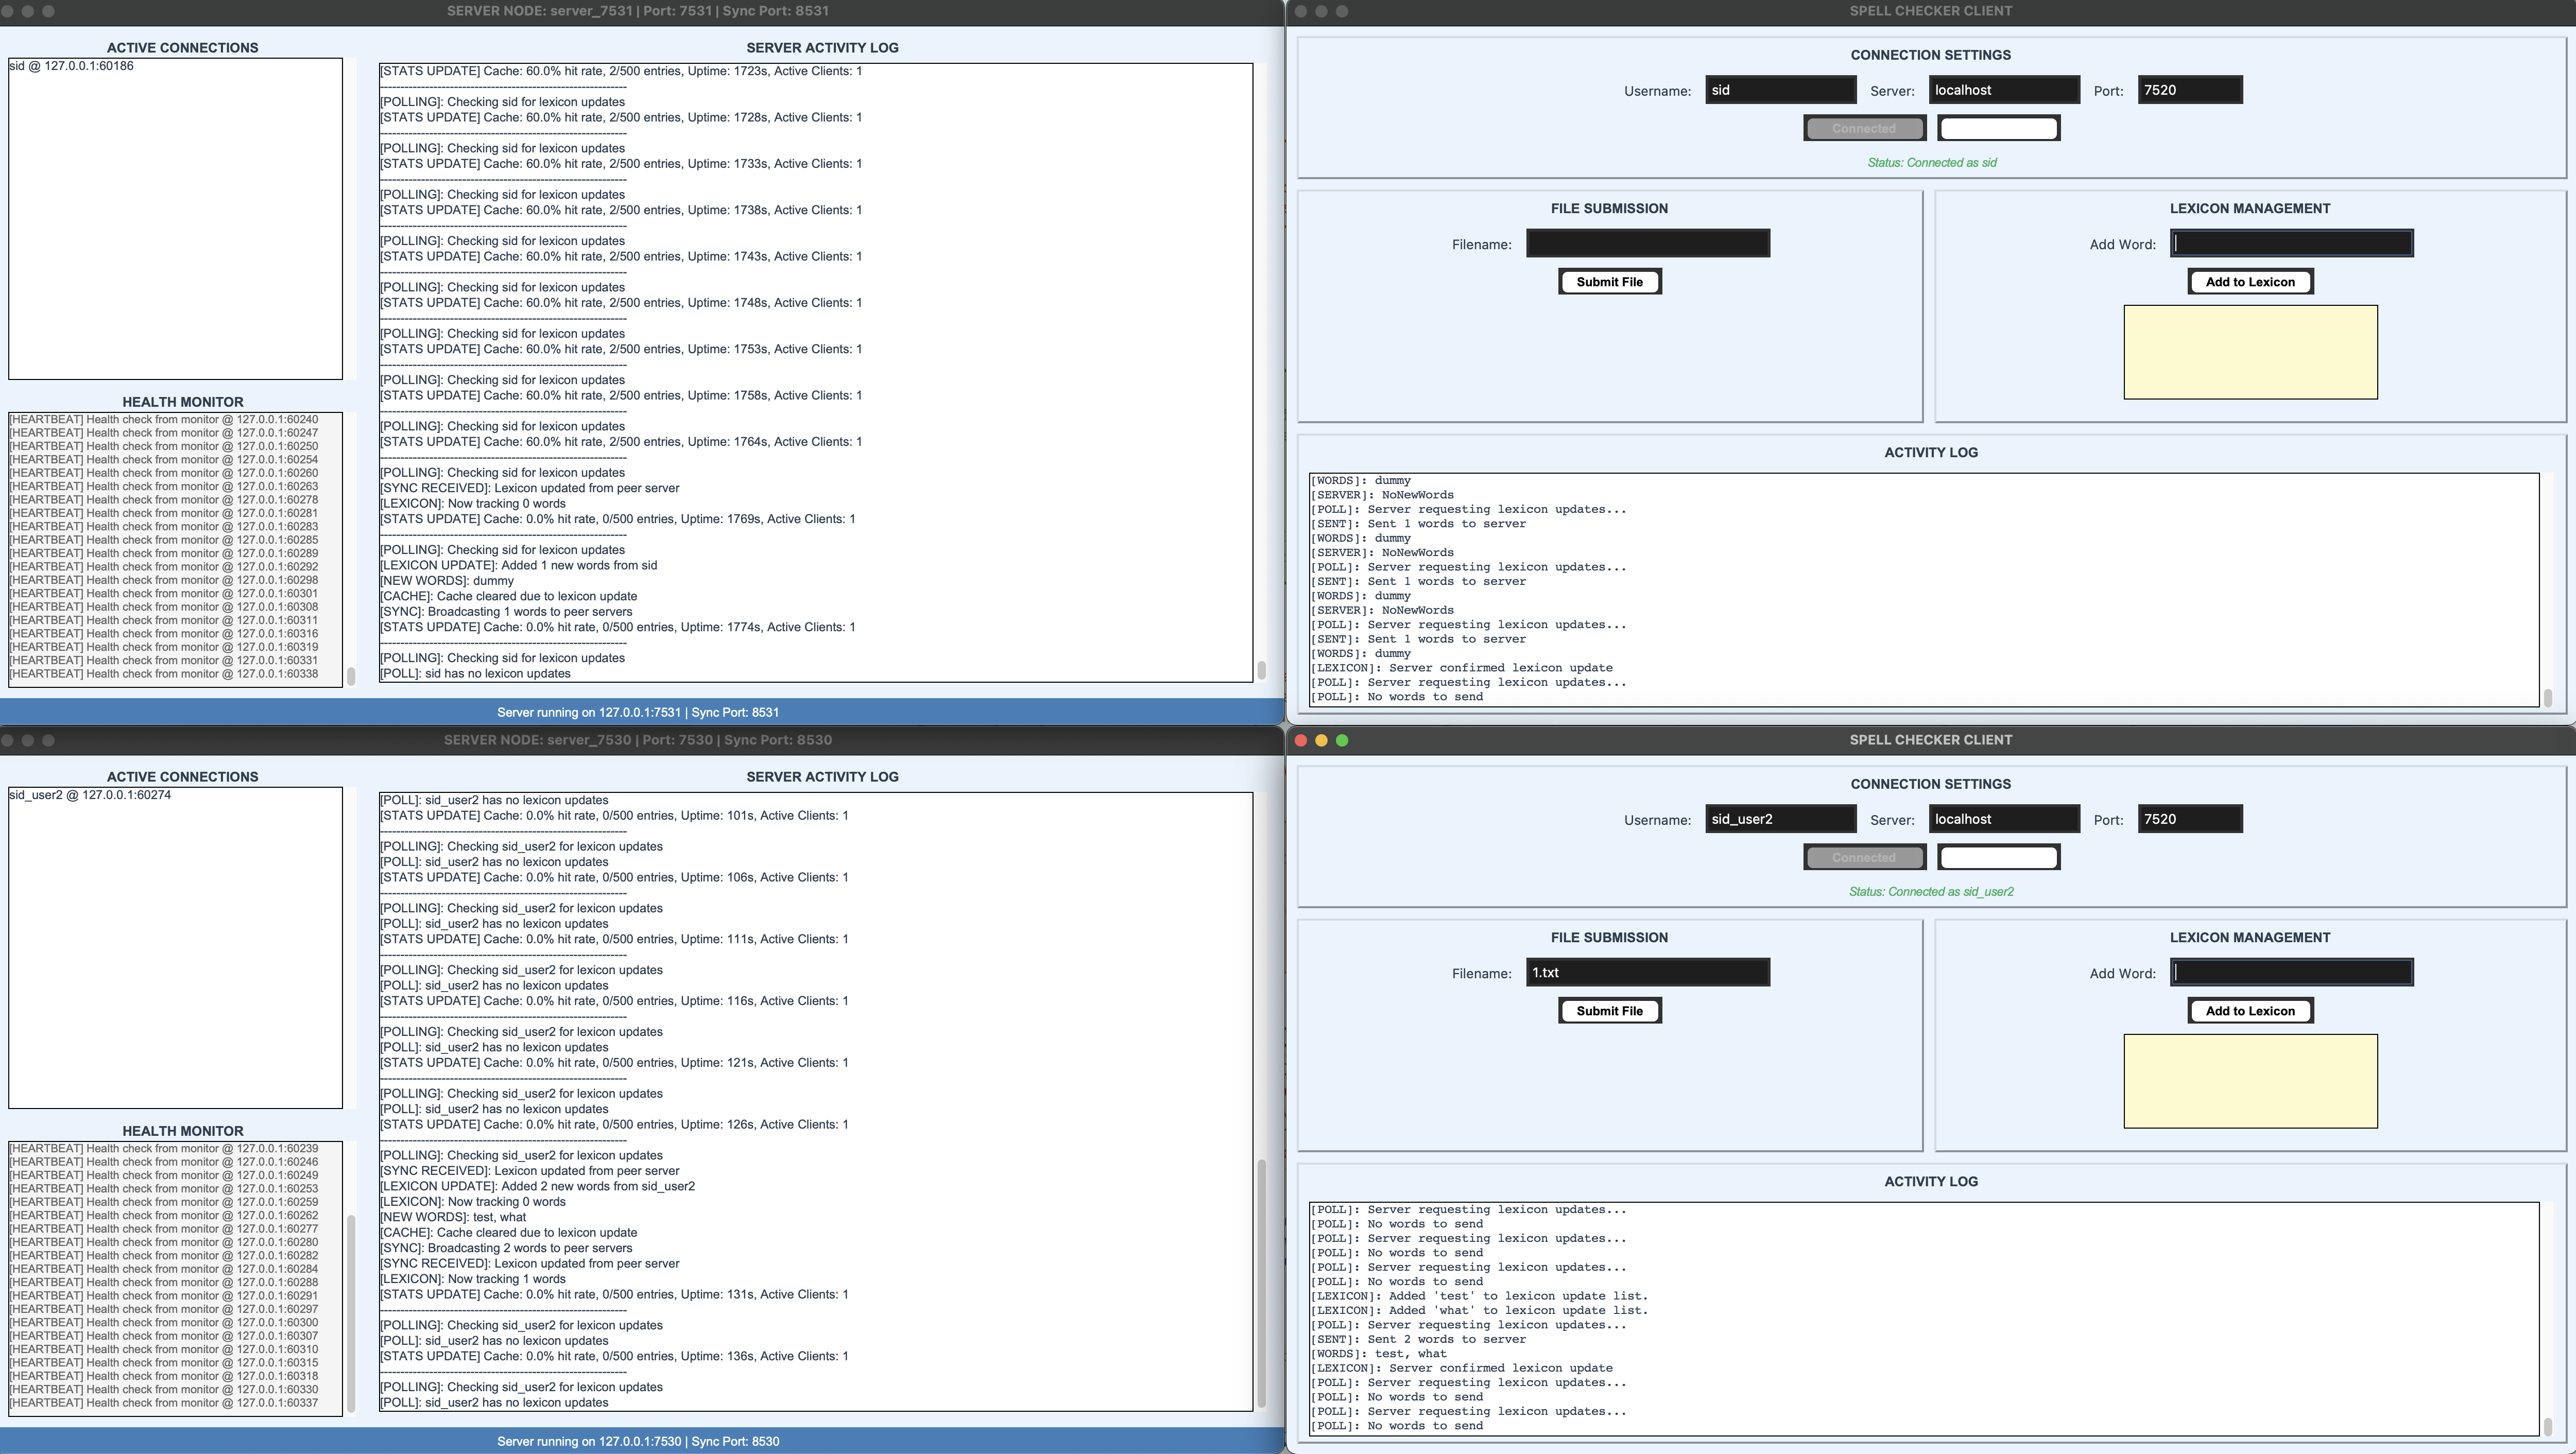 SERVER NODE: server_7531 | Port: 7531 | Sync Port: 8531
ACTIVE CONNECTIONS
sid @ 127.0.0.1:60186
HEALTH MONITOR
[HEARTBEAT] Health check from monitor @ 127.0.0.1:60240
[HEARTBEAT] Health check from monitor @ 127.0.0.1:60247
[HEARTBEAT] Health check from monitor @ 127.0.0.1:60250
[HEARTBEAT] Health check from monitor @ 127.0.0.1:60254
[HEARTBEAT] Health check from monitor @ 127.0.0.1:60260
[HEARTBEAT] Health check from monitor @ 127.0.0.1:60263
[HEARTBEAT] Health check from monitor @ 127.0.0.1:60278
[HEARTBEAT] Health check from monitor @ 127.0.0.1:60281
[HEARTBEAT] Health check from monitor @ 127.0.0.1:60283
[HEARTBEAT] Health check from monitor @ 127.0.0.1:60285
[HEARTBEAT] Health check from monitor @ 127.0.0.1:60289
[HEARTBEAT] Health check from monitor @ 127.0.0.1:60292
[HEARTBEAT] Health check from monitor @ 127.0.0.1:60298
[HEARTBEAT] Health check from monitor @ 127.0.0.1:60301
[HEARTBEAT] Health check from monitor @ 127.0.0.1:60308
[HEARTBEAT] Health check from monitor @ 127.0.0.1:60311
[HEARTBEAT] Health check from monitor @ 127.0.0.1:60316
[HEARTBEAT] Health check from monitor @ 127.0.0.1:60319
[HEARTBEAT] Health check from monitor @ 127.0.0.1:60331
[HEARTBEAT] Health check from monitor @ 127.0.0.1:60338
SERVER ACTIVITY LOG
[STATS UPDATE] Cache: 60.0% hit rate, 2/500 entries, Uptime: 1723s, Active Clients: 1
------------------------------------------------------------
[POLLING]: Checking sid for lexicon updates
[STATS UPDATE] Cache: 60.0% hit rate, 2/500 entries, Uptime: 1728s, Active Clients: 1
------------------------------------------------------------
[POLLING]: Checking sid for lexicon updates
[STATS UPDATE] Cache: 60.0% hit rate, 2/500 entries, Uptime: 1733s, Active Clients: 1
------------------------------------------------------------
[POLLING]: Checking sid for lexicon updates
[STATS UPDATE] Cache: 60.0% hit rate, 2/500 entries, Uptime: 1738s, Active Clients: 1
------------------------------------------------------------
[POLLING]: Checking sid for lexicon updates
[STATS UPDATE] Cache: 60.0% hit rate, 2/500 entries, Uptime: 1743s, Active Clients: 1
------------------------------------------------------------
[POLLING]: Checking sid for lexicon updates
[STATS UPDATE] Cache: 60.0% hit rate, 2/500 entries, Uptime: 1748s, Active Clients: 1
------------------------------------------------------------
[POLLING]: Checking sid for lexicon updates
[STATS UPDATE] Cache: 60.0% hit rate, 2/500 entries, Uptime: 1753s, Active Clients: 1
------------------------------------------------------------
[POLLING]: Checking sid for lexicon updates
[STATS UPDATE] Cache: 60.0% hit rate, 2/500 entries, Uptime: 1758s, Active Clients: 1
------------------------------------------------------------
[POLLING]: Checking sid for lexicon updates
[STATS UPDATE] Cache: 60.0% hit rate, 2/500 entries, Uptime: 1764s, Active Clients: 1
------------------------------------------------------------
[POLLING]: Checking sid for lexicon updates
[SYNC RECEIVED]: Lexicon updated from peer server
[LEXICON]: Now tracking 0 words
[STATS UPDATE] Cache: 0.0% hit rate, 0/500 entries, Uptime: 1769s, Active Clients: 1
------------------------------------------------------------
[POLLING]: Checking sid for lexicon updates
[LEXICON UPDATE]: Added 1 new words from sid
[NEW WORDS]: dummy
[CACHE]: Cache cleared due to lexicon update
[SYNC]: Broadcasting 1 words to peer servers
[STATS UPDATE] Cache: 0.0% hit rate, 0/500 entries, Uptime: 1774s, Active Clients: 1
------------------------------------------------------------
[POLLING]: Checking sid for lexicon updates
[POLL]: sid has no lexicon updates
Server running on 127.0.0.1:7531 | Sync Port: 8531
SPELL CHECKER CLIENT
CONNECTION SETTINGS
Username: sid Server: localhost Port: 7520
Connected
Status: Connected as sid
FILE SUBMISSION
Filename:
Submit File
LEXICON MANAGEMENT
Add Word:
Add to Lexicon
ACTIVITY LOG
[WORDS]: dummy
[SERVER]: NoNewWords
[POLL]: Server requesting lexicon updates...
[SENT]: Sent 1 words to server
[WORDS]: dummy
[SERVER]: NoNewWords
[POLL]: Server requesting lexicon updates...
[SENT]: Sent 1 words to server
[WORDS]: dummy
[SERVER]: NoNewWords
[POLL]: Server requesting lexicon updates...
[SENT]: Sent 1 words to server
[WORDS]: dummy
[LEXICON]: Server confirmed lexicon update
[POLL]: Server requesting lexicon updates...
[POLL]: No words to send
SERVER NODE: server_7530 | Port: 7530 | Sync Port: 8530
ACTIVE CONNECTIONS
sid_user2 @ 127.0.0.1:60274
HEALTH MONITOR
[HEARTBEAT] Health check from monitor @ 127.0.0.1:60239
[HEARTBEAT] Health check from monitor @ 127.0.0.1:60246
[HEARTBEAT] Health check from monitor @ 127.0.0.1:60249
[HEARTBEAT] Health check from monitor @ 127.0.0.1:60253
[HEARTBEAT] Health check from monitor @ 127.0.0.1:60259
[HEARTBEAT] Health check from monitor @ 127.0.0.1:60262
[HEARTBEAT] Health check from monitor @ 127.0.0.1:60277
[HEARTBEAT] Health check from monitor @ 127.0.0.1:60280
[HEARTBEAT] Health check from monitor @ 127.0.0.1:60282
[HEARTBEAT] Health check from monitor @ 127.0.0.1:60284
[HEARTBEAT] Health check from monitor @ 127.0.0.1:60288
[HEARTBEAT] Health check from monitor @ 127.0.0.1:60291
[HEARTBEAT] Health check from monitor @ 127.0.0.1:60297
[HEARTBEAT] Health check from monitor @ 127.0.0.1:60300
[HEARTBEAT] Health check from monitor @ 127.0.0.1:60307
[HEARTBEAT] Health check from monitor @ 127.0.0.1:60310
[HEARTBEAT] Health check from monitor @ 127.0.0.1:60315
[HEARTBEAT] Health check from monitor @ 127.0.0.1:60318
[HEARTBEAT] Health check from monitor @ 127.0.0.1:60330
[HEARTBEAT] Health check from monitor @ 127.0.0.1:60337
SERVER ACTIVITY LOG
[POLL]: sid_user2 has no lexicon updates
[STATS UPDATE] Cache: 0.0% hit rate, 0/500 entries, Uptime: 101s, Active Clients: 1
------------------------------------------------------------
[POLLING]: Checking sid_user2 for lexicon updates
[POLL]: sid_user2 has no lexicon updates
[STATS UPDATE] Cache: 0.0% hit rate, 0/500 entries, Uptime: 106s, Active Clients: 1
------------------------------------------------------------
[POLLING]: Checking sid_user2 for lexicon updates
[POLL]: sid_user2 has no lexicon updates
[STATS UPDATE] Cache: 0.0% hit rate, 0/500 entries, Uptime: 111s, Active Clients: 1
------------------------------------------------------------
[POLLING]: Checking sid_user2 for lexicon updates
[POLL]: sid_user2 has no lexicon updates
[STATS UPDATE] Cache: 0.0% hit rate, 0/500 entries, Uptime: 116s, Active Clients: 1
------------------------------------------------------------
[POLLING]: Checking sid_user2 for lexicon updates
[POLL]: sid_user2 has no lexicon updates
[STATS UPDATE] Cache: 0.0% hit rate, 0/500 entries, Uptime: 121s, Active Clients: 1
------------------------------------------------------------
[POLLING]: Checking sid_user2 for lexicon updates
[POLL]: sid_user2 has no lexicon updates
[STATS UPDATE] Cache: 0.0% hit rate, 0/500 entries, Uptime: 126s, Active Clients: 1
------------------------------------------------------------
[POLLING]: Checking sid_user2 for lexicon updates
[SYNC RECEIVED]: Lexicon updated from peer server
[LEXICON UPDATE]: Added 2 new words from sid_user2
[LEXICON]: Now tracking 0 words
[NEW WORDS]: test, what
[CACHE]: Cache cleared due to lexicon update
[SYNC]: Broadcasting 2 words to peer servers
[SYNC RECEIVED]: Lexicon updated from peer server
[LEXICON]: Now tracking 1 words
[STATS UPDATE] Cache: 0.0% hit rate, 0/500 entries, Uptime: 131s, Active Clients: 1
------------------------------------------------------------
[POLLING]: Checking sid_user2 for lexicon updates
[POLL]: sid_user2 has no lexicon updates
[STATS UPDATE] Cache: 0.0% hit rate, 0/500 entries, Uptime: 136s, Active Clients: 1
------------------------------------------------------------
[POLLING]: Checking sid_user2 for lexicon updates
[POLL]: sid_user2 has no lexicon updates
Server running on 127.0.0.1:7530 | Sync Port: 8530
SPELL CHECKER CLIENT
CONNECTION SETTINGS
Username: sid_user2 Server: localhost Port: 7520
Connected
Status: Connected as sid_user2
FILE SUBMISSION
Filename: 1.txt
Submit File
LEXICON MANAGEMENT
Add Word:
Add to Lexicon
ACTIVITY LOG
[POLL]: Server requesting lexicon updates...
[POLL]: No words to send
[POLL]: Server requesting lexicon updates...
[POLL]: No words to send
[POLL]: Server requesting lexicon updates...
[POLL]: No words to send
[LEXICON]: Added 'test' to lexicon update list.
[LEXICON]: Added 'what' to lexicon update list.
[POLL]: Server requesting lexicon updates...
[SENT]: Sent 2 words to server
[WORDS]: test, what
[LEXICON]: Server confirmed lexicon update
[POLL]: Server requesting lexicon updates...
[POLL]: No words to send
[POLL]: Server requesting lexicon updates...
[POLL]: No words to send